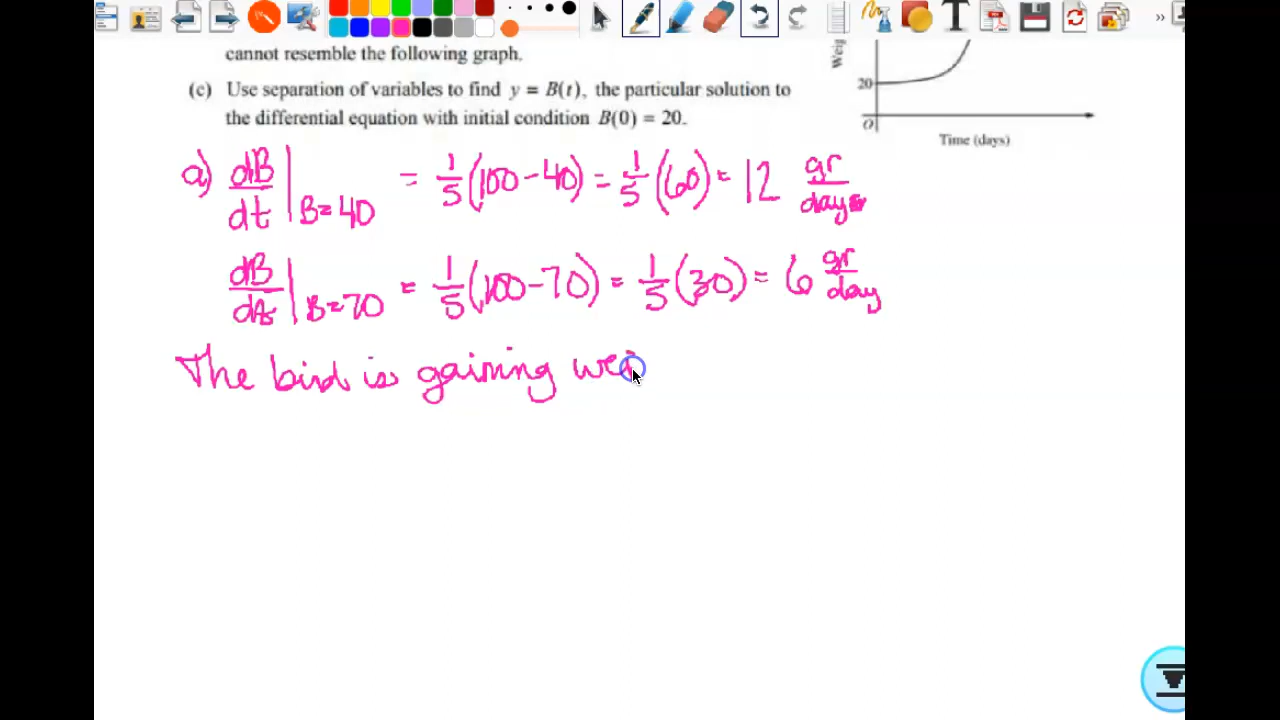 cannot resemble the following graph.
(c) Use separation of variables to find y = B(t), the particular solution to
the differential equation with initial condition B(0) = 20.
Weig
20
O
Time (days)
a) dB/dt |B=40 = 1/5(100-40) = 1/5(60) = 12 gr/day
dB/dt |B=70 = 1/5(100-70) = 1/5(30) = 6 gr/day
The bird is gaining wei
T